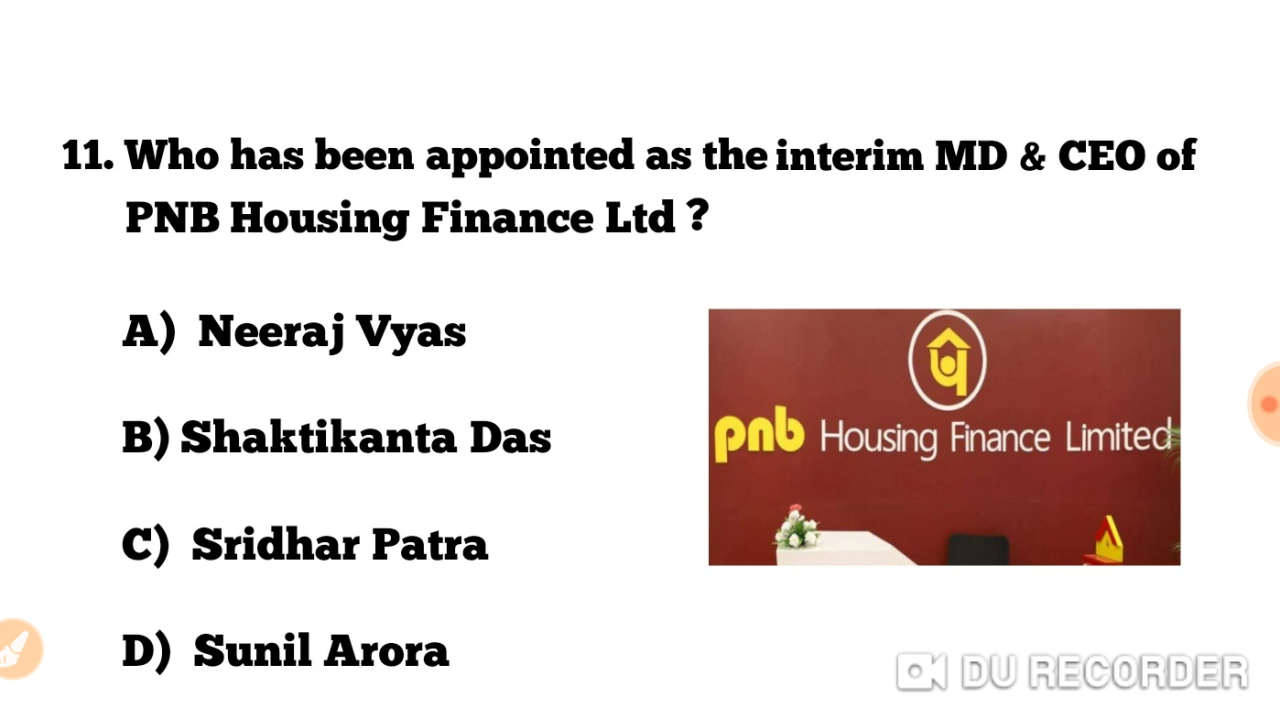 11. Who has been appointed as the interim MD & CEO of
PNB Housing Finance Ltd ?
A) Neeraj Vyas
B) Shaktikanta Das
C) Sridhar Patra
D) Sunil Arora
pnb Housing Finance Limited
DU RECORDER